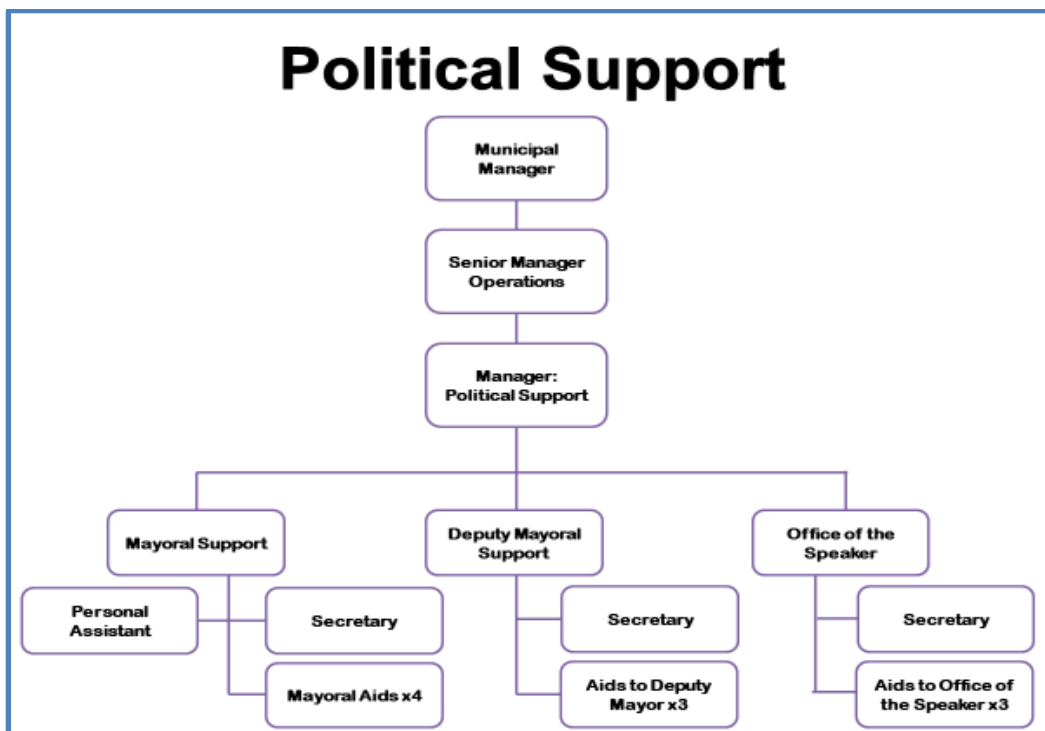 Political Support
Municipal
Manager
Senior Manager
Operations
Manager:
Political Support
Mayoral Support
Deputy Mayoral
Support
Office of the
Speaker
Personal
Assistant
Secretary
Secretary
Secretary
Mayoral Aids x4
Aids to Deputy
Mayor x3
Aids to Office of
the Speaker x3